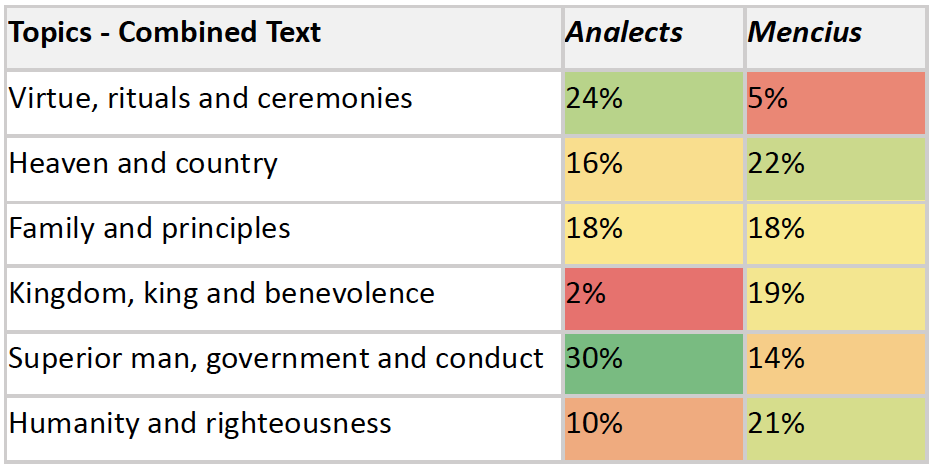 Topics - Combined Text Analects Mencius
Virtue, rituals and ceremonies 24% 5%
Heaven and country 16% 22%
Family and principles 18% 18%
Kingdom, king and benevolence 2% 19%
Superior man, government and conduct 30% 14%
Humanity and righteousness 10% 21%